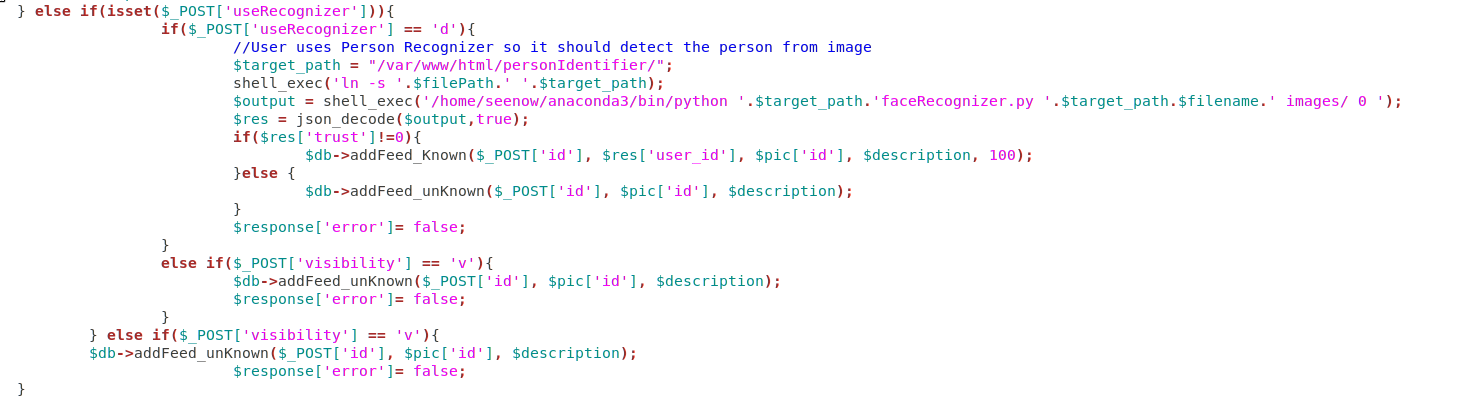 } else if(isset($_POST['useRecognizer'])){
if($_POST['useRecognizer'] == 'd'){
//User uses Person Recognizer so it should detect the person from image
$target_path = "/var/www/html/personIdentifier/";
shell_exec('ln -s '.$filePath.' '.$target_path);
$output = shell_exec('/home/seenow/anaconda3/bin/python '.$target_path.'faceRecognizer.py '.$target_path.$filename.' images/ 0 ');
$res = json_decode($output,true);
if($res['trust']!=0){
$db->addFeed_Known($_POST['id'], $res['user_id'], $pic['id'], $description, 100);
}else {
$db->addFeed_unKnown($_POST['id'], $pic['id'], $description);
}
$response['error']= false;
}
else if($_POST['visibility'] == 'v'){
$db->addFeed_unKnown($_POST['id'], $pic['id'], $description);
$response['error']= false;
}
} else if($_POST['visibility'] == 'v'){
$db->addFeed_unKnown($_POST['id'], $pic['id'], $description);
$response['error']= false;
}